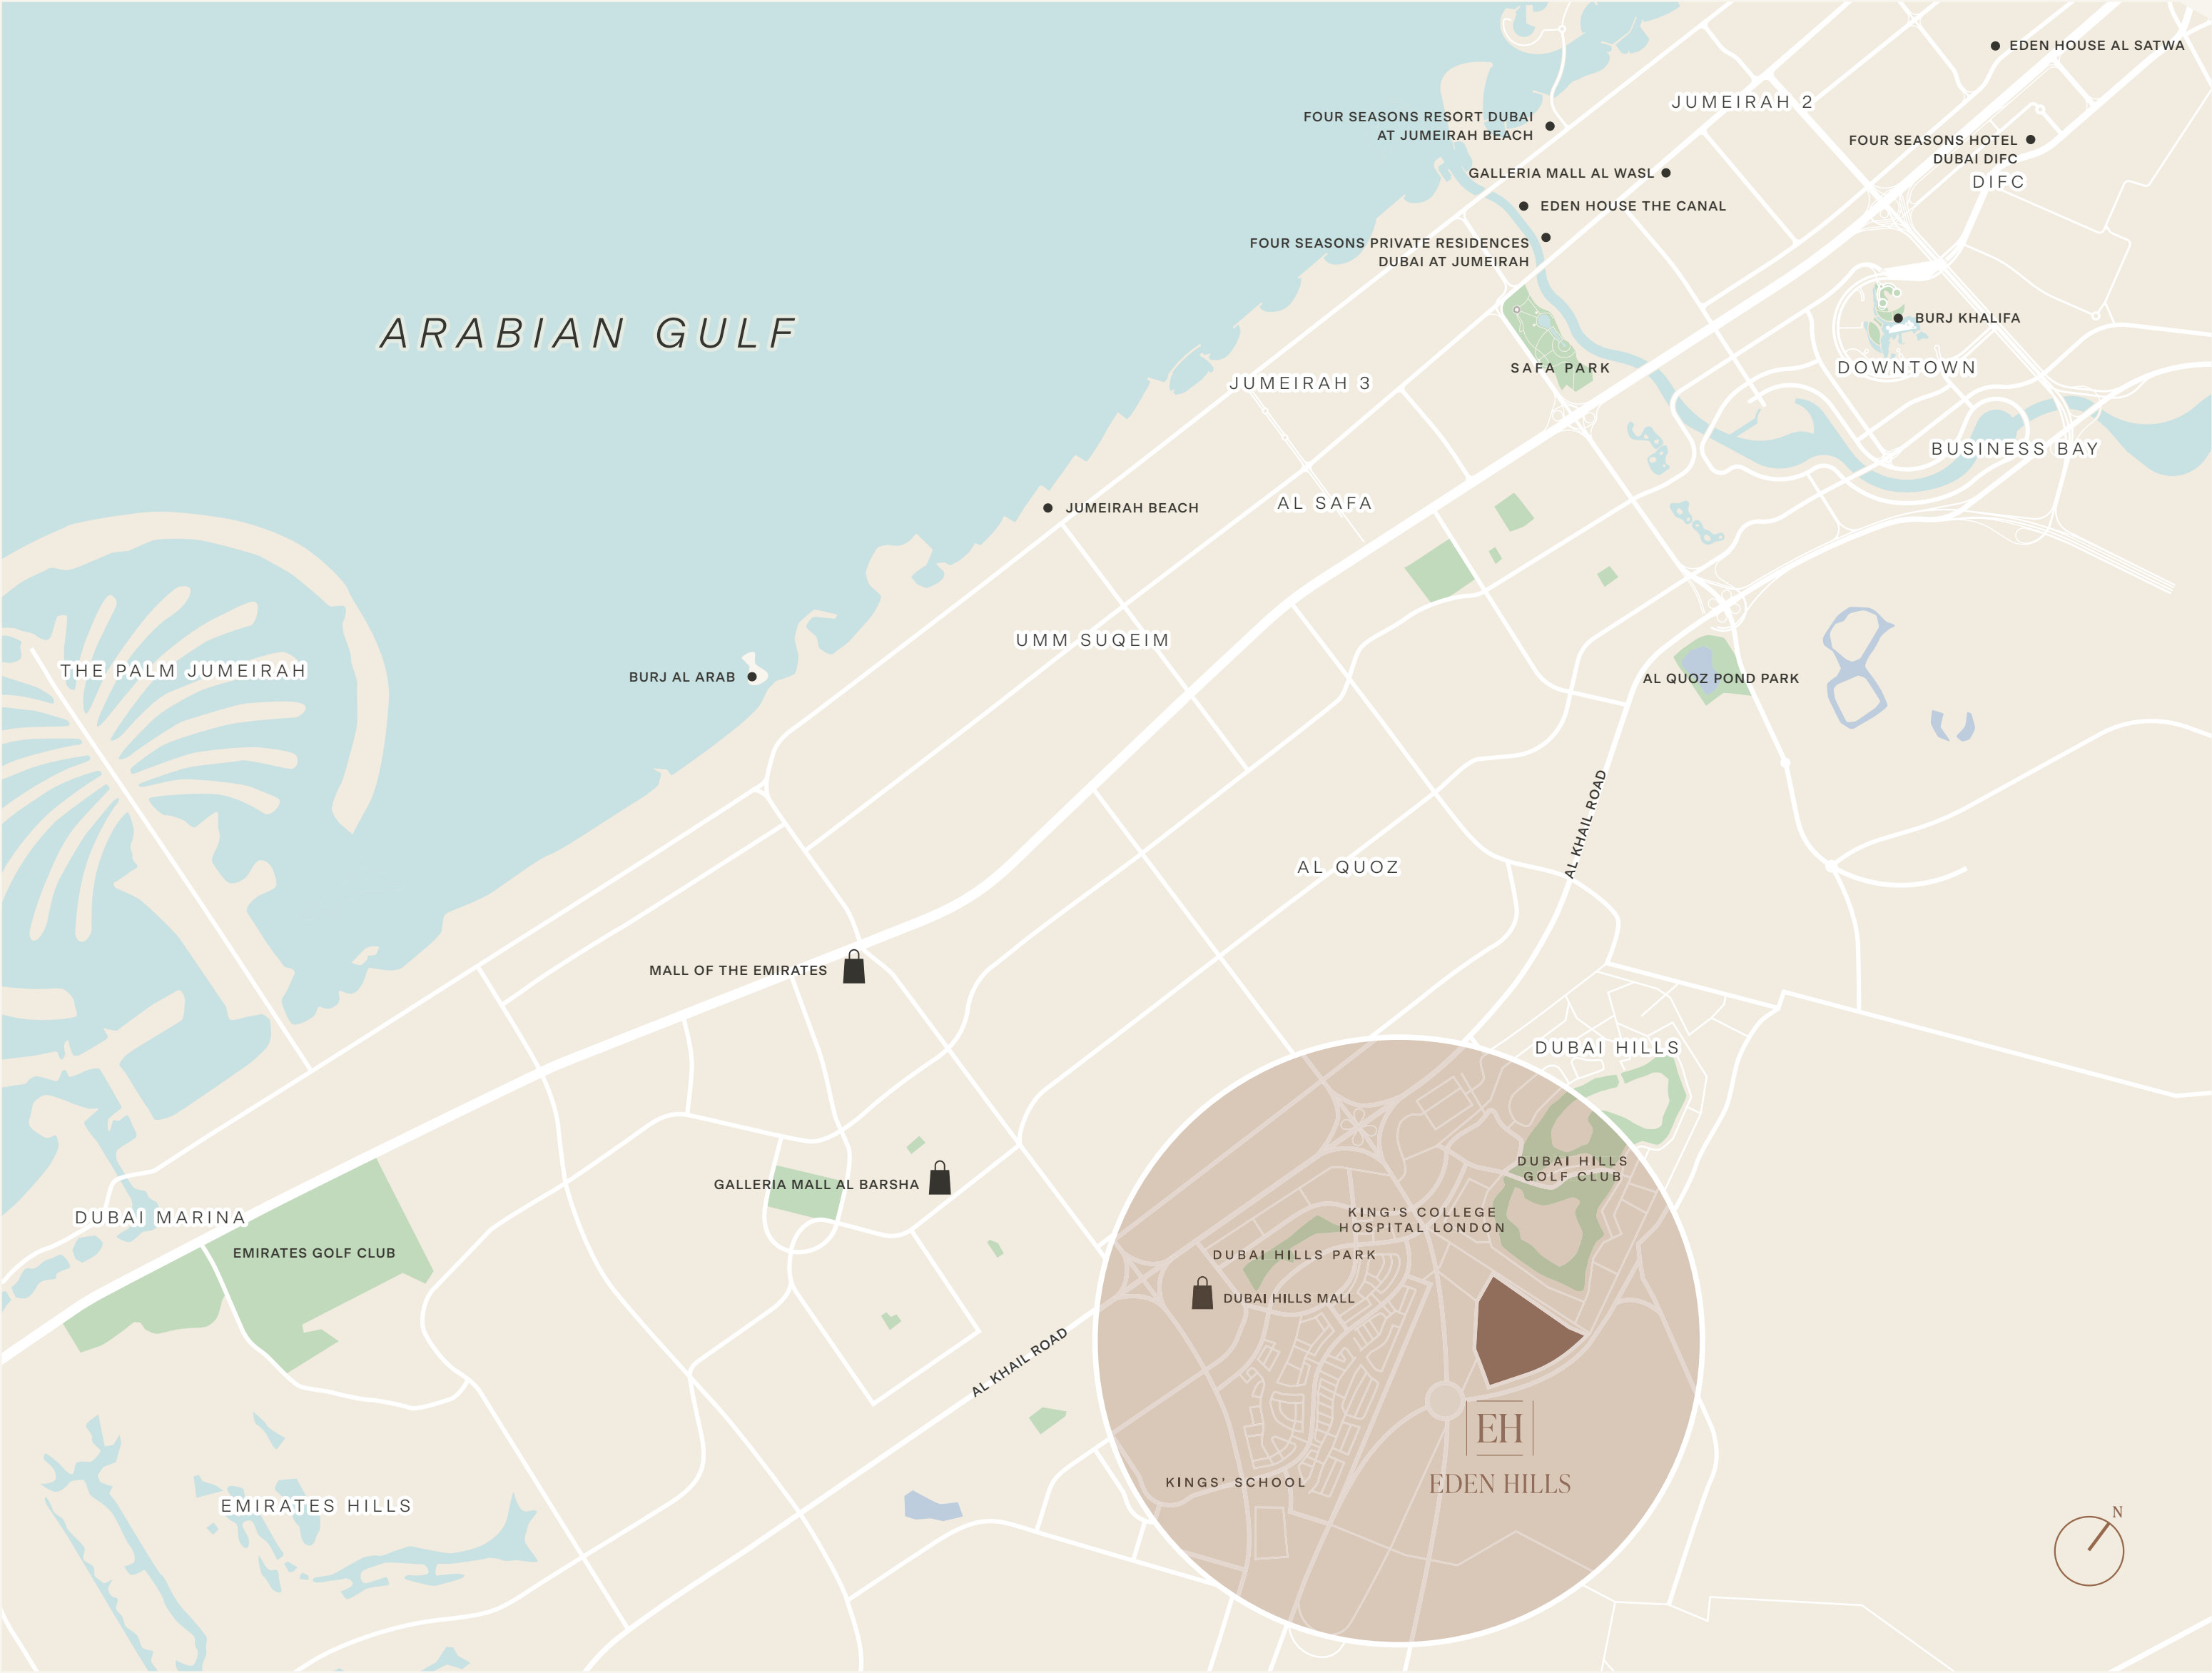 EDEN HOUSE AL SATWA
JUMEIRAH 2
FOUR SEASONS RESORT DUBAI
AT JUMEIRAH BEACH
FOUR SEASONS HOTEL
DUBAI DIFC
DIFC
GALLERIA MALL AL WASL
EDEN HOUSE THE CANAL
FOUR SEASONS PRIVATE RESIDENCES
DUBAI AT JUMEIRAH
BURJ KHALIFA
ARABIAN GULF
SAFA PARK
DOWNTOWN
JUMEIRAH 3
BUSINESS BAY
AL SAFA
JUMEIRAH BEACH
UMM SUQEIM
THE PALM JUMEIRAH
BURJ AL ARAB
AL QUOZ POND PARK
AL KHAIL ROAD
AL QUOZ
MALL OF THE EMIRATES
DUBAI HILLS
DUBAI HILLS
GOLF CLUB
GALLERIA MALL AL BARSHA
KING'S COLLEGE
HOSPITAL LONDON
DUBAI MARINA
EMIRATES GOLF CLUB
DUBAI HILLS PARK
DUBAI HILLS MALL
AL KHAIL ROAD
EH
EDEN HILLS
KINGS' SCHOOL
EMIRATES HILLS
N